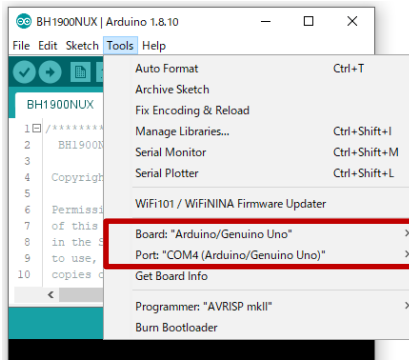 BH1900NUX | Arduino 1.8.10
File Edit Sketch Tools Help
Auto Format Ctrl+T
Archive Sketch
BH1900NUX
Fix Encoding & Reload
1 /********
Manage Libraries... Ctrl+Shift+I
2 BH1900N
Serial Monitor Ctrl+Shift+M
3
Serial Plotter Ctrl+Shift+L
4 Copyrigh
5
WiFi101 / WiFiNINA Firmware Updater
6 Permissi
7 of this
Board: "Arduino/Genuino Uno"
8 in the S
Port: "COM4 (Arduino/Genuino Uno)"
9 to use,
Get Board Info
10 copies o
Programmer: "AVRISP mkII"
Burn Bootloader